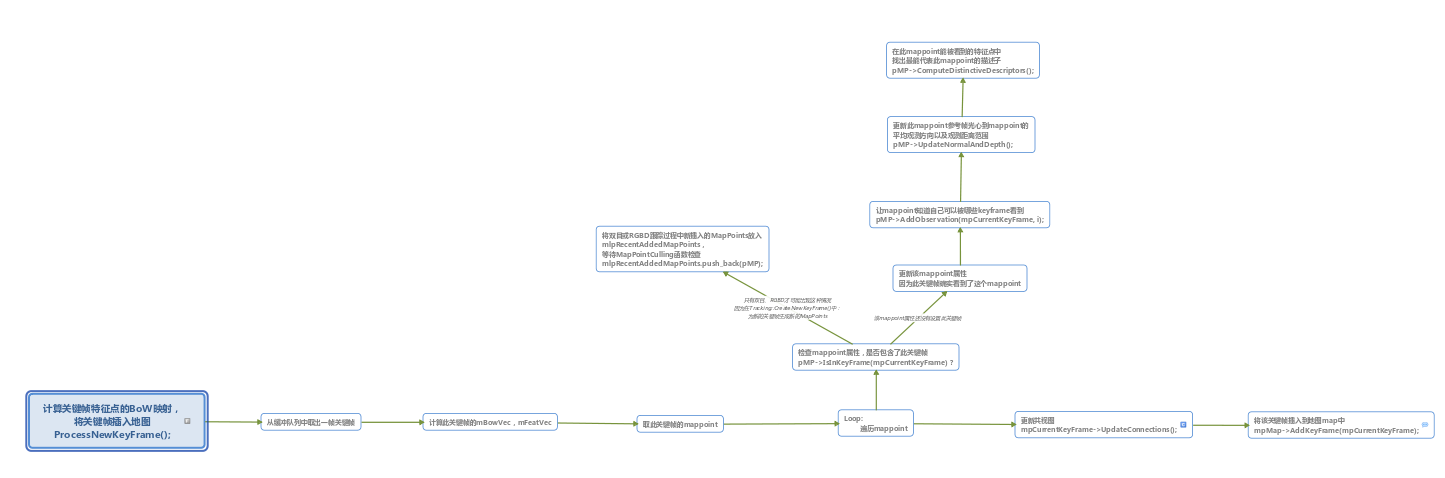 在此mappoint能被看到的特征点中
找出最能代表此mappoint的描述子
pMP->ComputeDistinctiveDescriptors();
更新此mappoint参考帧光心到mappoint的
平均观测方向以及观测距离范围
pMP->UpdateNormalAndDepth();
让mappoint知道自己可以被哪些keyframe看到
pMP->AddObservation(mpCurrentKeyFrame, i);
将双目或RGBD跟踪过程中新插入的MapPoints放入
mlpRecentAddedMapPoints，
等待MapPointCulling函数检查
mlpRecentAddedMapPoints.push_back(pMP);
更新该mappoint属性
因为此关键帧确实看到了这个mappoint
只有双目、RGBD才可能出现这种情况
因为在Tracking::CreateNewKeyFrame()中：
为新的关键帧生成新的MapPoints
该mappoint属性还没有设置此关键帧
检查mappoint属性，是否包含了此关键帧
pMP->IsInKeyFrame(mpCurrentKeyFrame) ?
计算关键帧特征点的BoW映射，
将关键帧插入地图
ProcessNewKeyFrame();
从缓冲队列中取出一帧关键帧
计算此关键帧的mBowVec，mFeatVec
取此关键帧的mappoint
Loop:
遍历mappoint
更新共视图
mpCurrentKeyFrame->UpdateConnections();
将该关键帧插入到地图map中
mpMap->AddKeyFrame(mpCurrentKeyFrame);